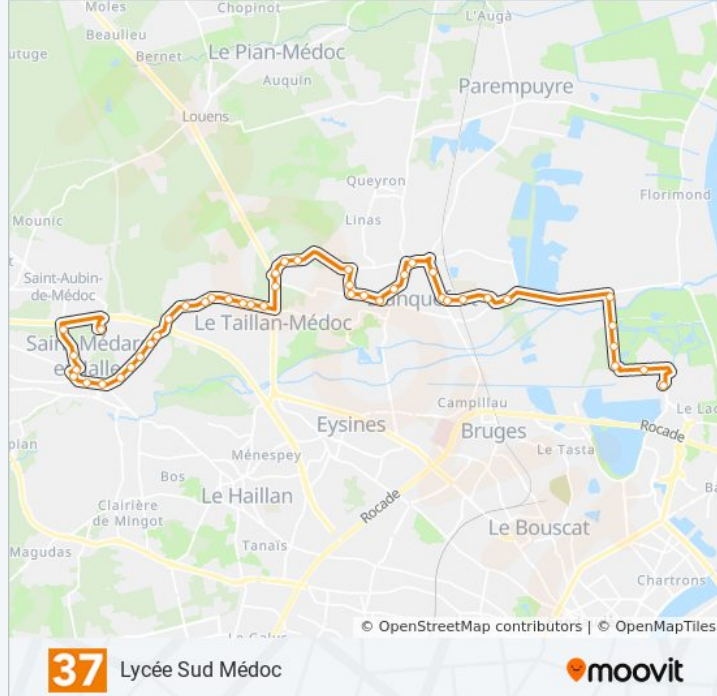 Moles
Chopinot
L'Augà
Beaulieu
Bernet
Le Pian-Médoc
Auquin
Parempuyre
Louens
Queyron
Florimond
Mounic
Linas
Saint-Aubin-
de-Médoc
Le Taillan-Médoc
Campillau
Le Lac
Eysines
Bruges
Rocade
Ménespey
Le Tasta
Bos
Le Haillan
Clairière
de Mingot
Rocade
Le Bouscat
Magudas
Tanaïs
Chartrons
© OpenStreetMap contributors | © OpenMapTiles
37
Lycée Sud Médoc
moovit